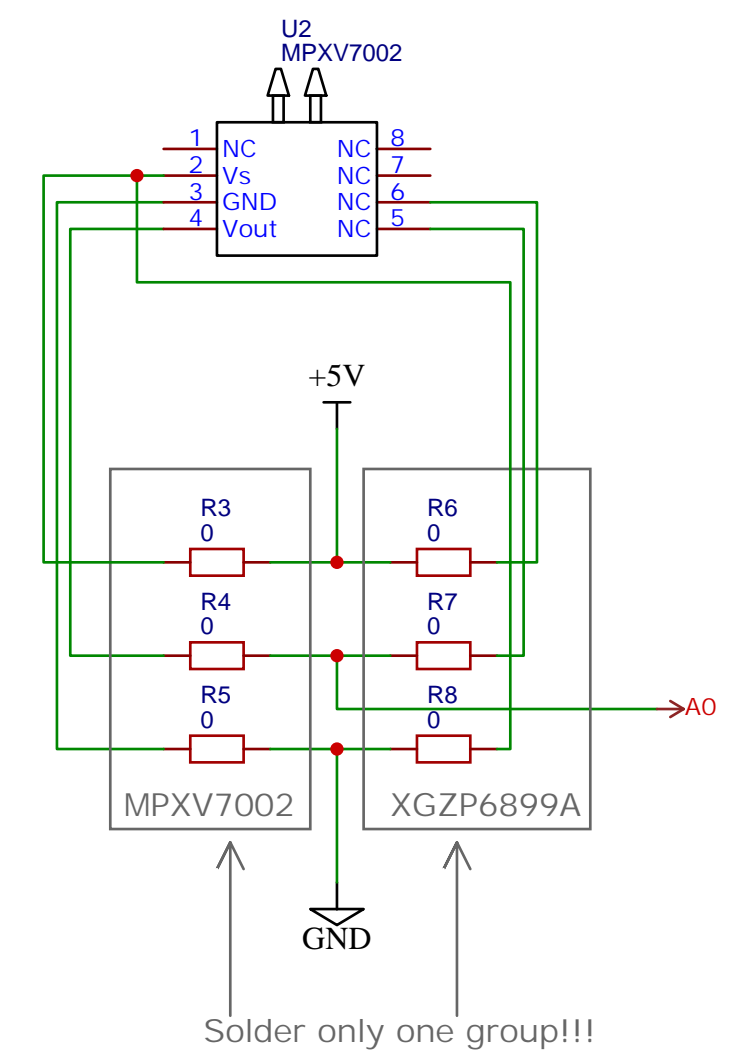 U2
MPXV7002
1 NC NC 8
2 Vs NC 7
3 GND NC 6
4 Vout NC 5
+5V
R3 R6
0 0
R4 R7
0 0
R5 R8
0 0
A0
MPXV7002 XGZP6899A
GND
Solder only one group!!!